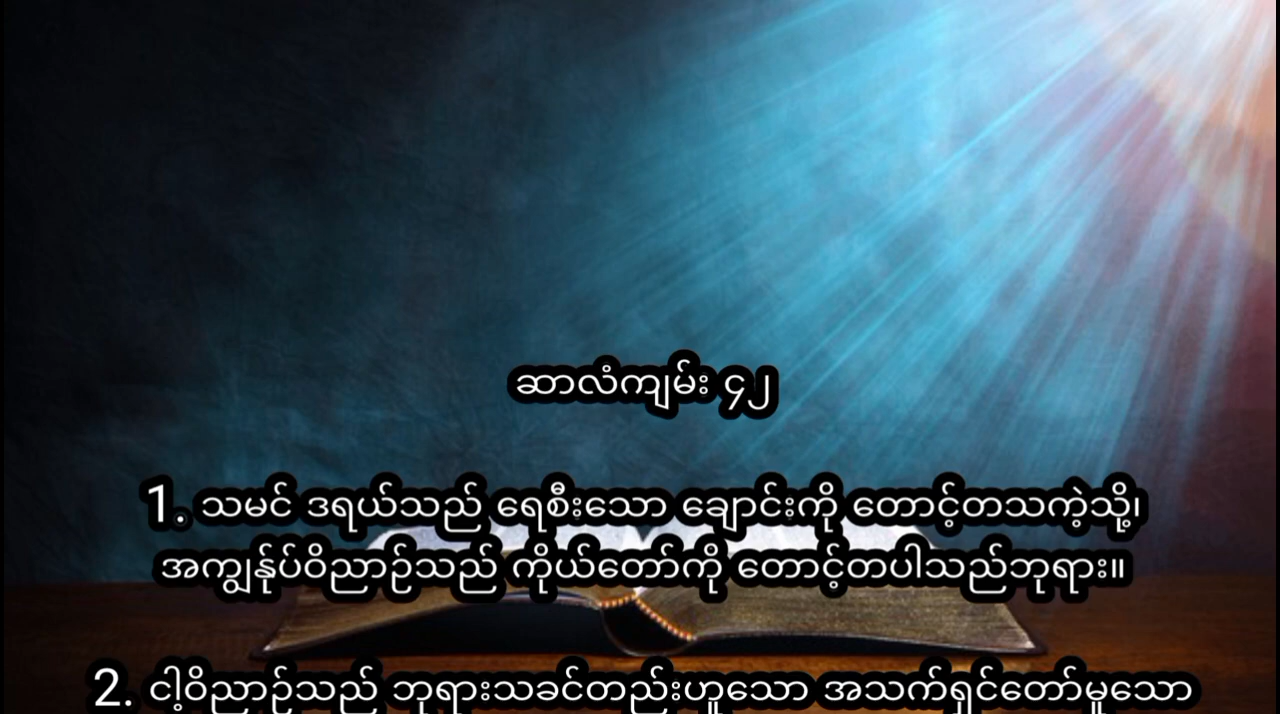 ဆာလံကျမ်း ၄၂
1. သမင် ဒရယ်သည် ရေစီးသော ချောင်းကို တောင့်တသကဲ့သို့၊
အကျွန်ုပ်ဝိညာဉ်သည် ကိုယ်တော်ကို တောင့်တပါသည်ဘုရား။
2. ငါ့ဝိညာဉ်သည် ဘုရားသခင်တည်းဟူသော အသက်ရှင်တော်မူသော